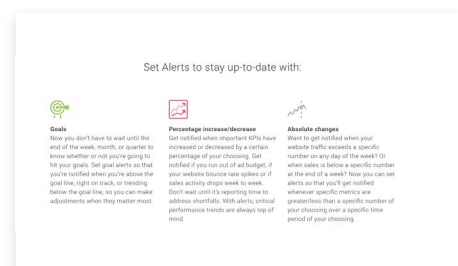 Set Alerts to stay up-to-date with:
Goals
Now you don't have to wait until the
end of the week, month, or quarter to
know whether or not you're going to
hit your goals. Set goal alerts so that
you're notified when you're above the
goal line, right on track, or trending
below the goal line, so you can make
adjustments when they matter most.
Percentage increase/decrease
Get notified when important KPIs have
increased or decreased by a certain
percentage of your choosing. Get
notified if you run out of ad budget, if
your website bounce rate spikes or if
sales activity drops week to week.
Don't wait until it's reporting time to
address shortfalls. With alerts, critical
performance trends are always top of
mind.
Absolute changes
Want to get notified when your
website traffic exceeds a specific
number on any day of the week? Or
when sales is below a specific number
at the end of a week? Now you can set
alerts so that you'll get notified
whenever specific metrics are
greater/less than a specific number of
your choosing over a specific time
period of your choosing.